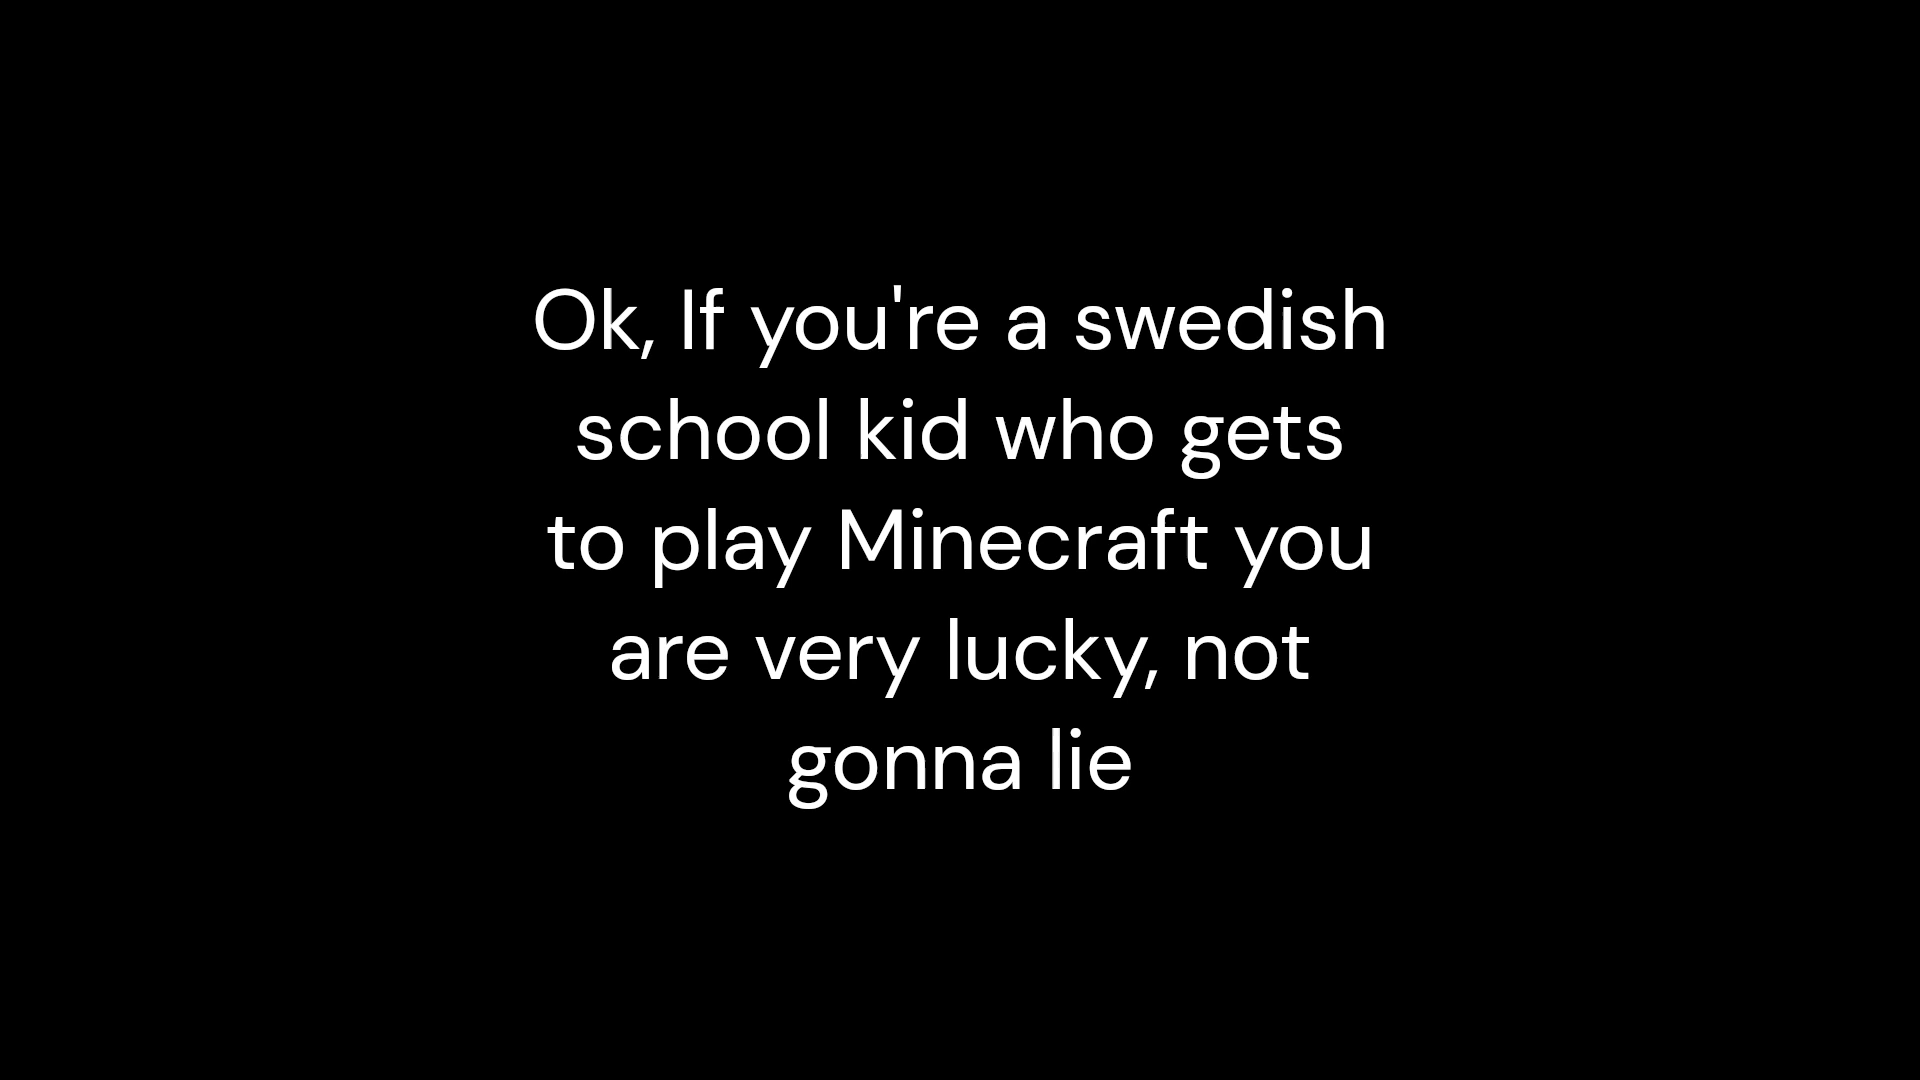 Ok, If you're a swedish
school kid who gets
to play Minecraft you
are very lucky, not
gonna lie